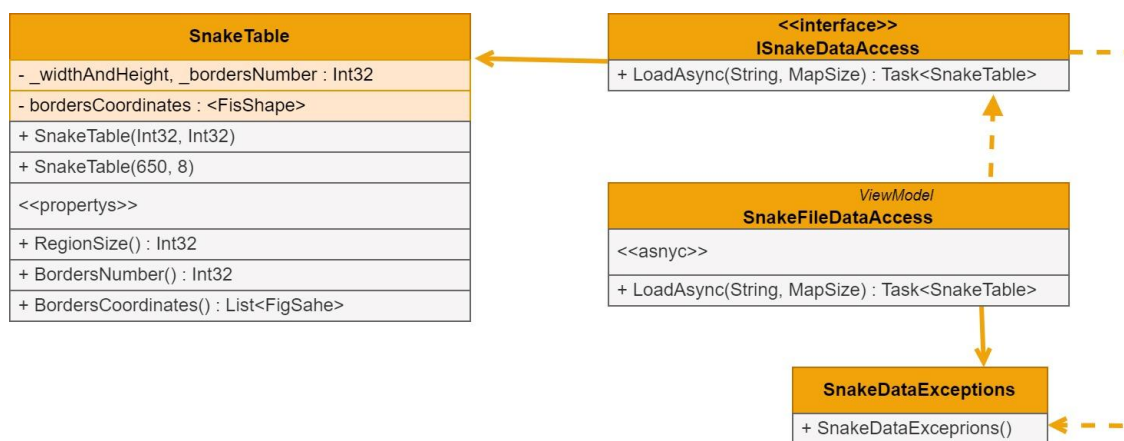 SnakeTable
- _widthAndHeight, _bordersNumber : Int32
- bordersCoordinates : <FisShape>
+ SnakeTable(Int32, Int32)
+ SnakeTable(650, 8)
<<propertys>>
+ RegionSize() : Int32
+ BordersNumber() : Int32
+ BordersCoordinates() : List<FigSahe>
<<interface>>
ISnakeDataAccess
+ LoadAsync(String, MapSize) : Task<SnakeTable>
ViewModel
SnakeFileDataAccess
<<asnyc>>
+ LoadAsync(String, MapSize) : Task<SnakeTable>
SnakeDataExceptions
+ SnakeDataExceprions()